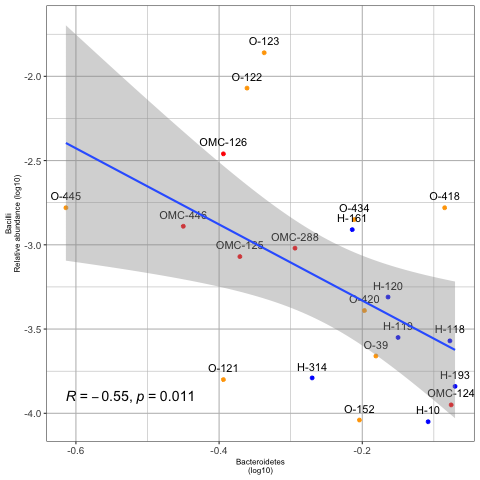 O-123
-2.0
O-122
OMC-126
-2.5
O-445
O-418
O-434
OMC-446
H-161
OMC-288
OMC-125
-3.0
H-120
O-420
H-119
H-118
-3.5
O-39
O-121
H-314
H-193
R = −0.55, p = 0.011
OMC-124
O-152
H-10
-4.0
-0.6
-0.4
-0.2
Bacteroidetes
(log10)
Bacilli
Relative abundante (log10)